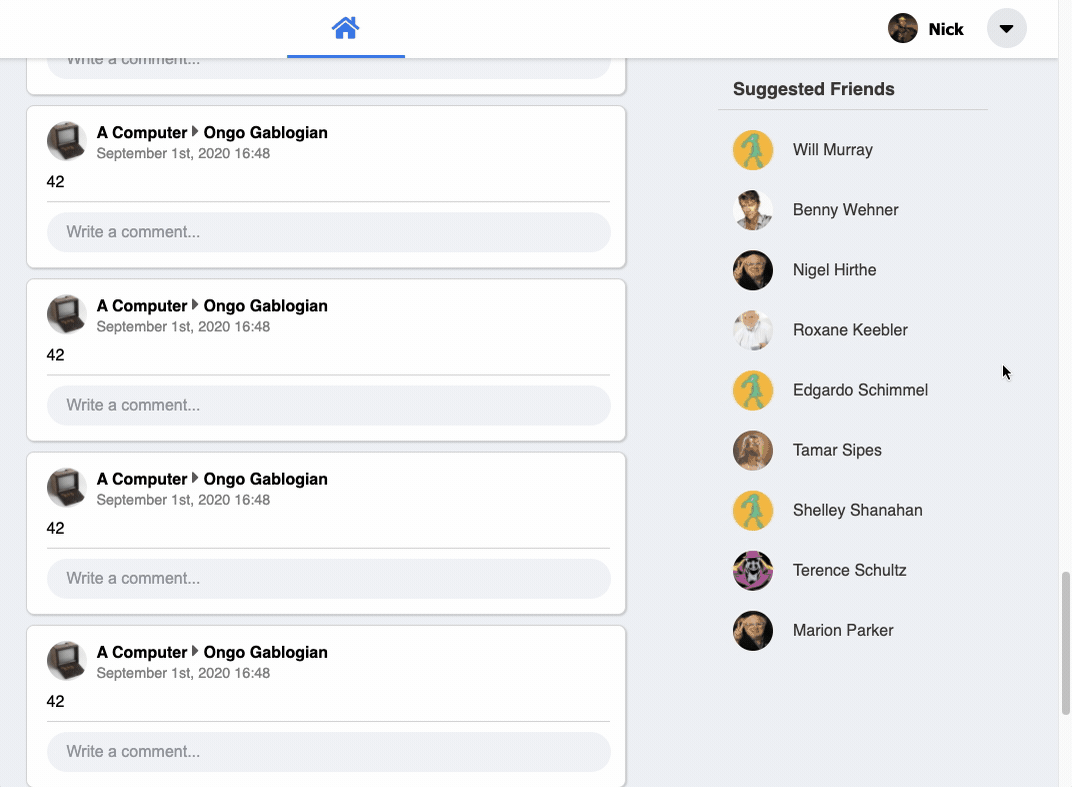 Nick
Write a comment...
A Computer Ongo Gablogian
September 1st, 2020 16:48
42
Write a comment...
A Computer Ongo Gablogian
September 1st, 2020 16:48
42
Write a comment...
A Computer Ongo Gablogian
September 1st, 2020 16:48
42
Write a comment...
A Computer Ongo Gablogian
September 1st, 2020 16:48
42
Write a comment...
Suggested Friends
Will Murray
Benny Wehner
Nigel Hirthe
Roxane Keebler
Edgardo Schimmel
Tamar Sipes
Shelley Shanahan
Terence Schultz
Marion Parker